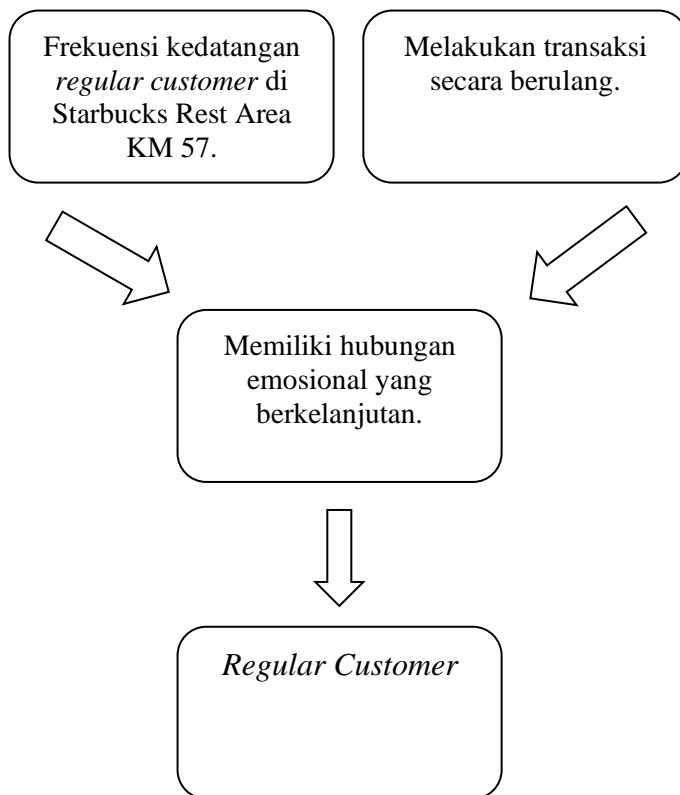 Frekuensi kedatangan
regular customer di
Starbucks Rest Area
KM 57.
Melakukan transaksi
secara berulang.
Memiliki hubungan
emosional yang
berkelanjutan.
Regular Customer